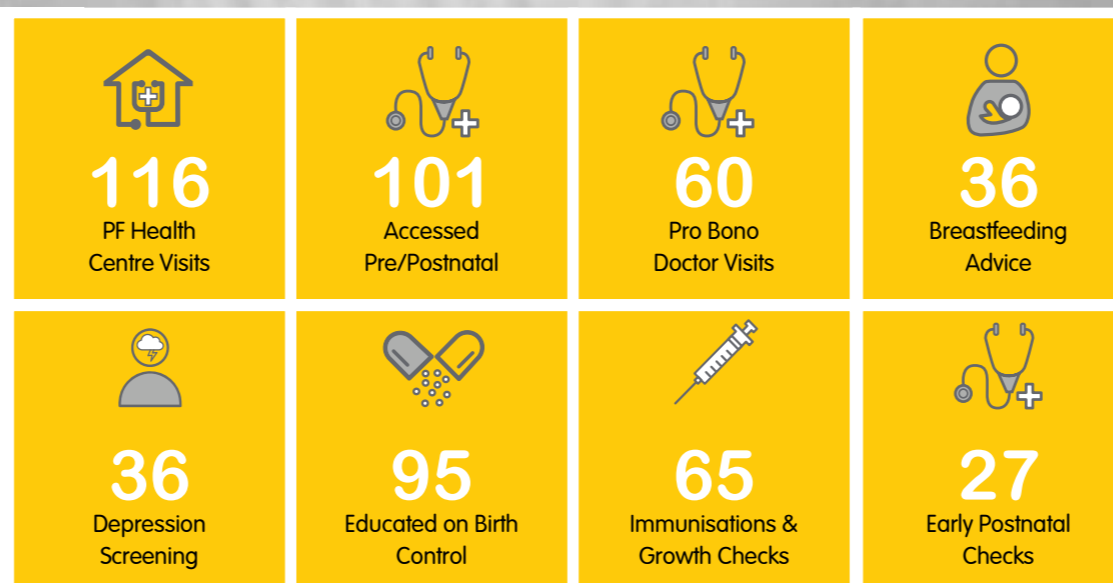 116
PF Health
Centre Visits
101
Accessed
Pre/Postnatal
60
Pro Bono
Doctor Visits
36
Breastfeeding
Advice
36
Depression
Screening
95
Educated on Birth
Control
65
Immunisations &
Growth Checks
27
Early Postnatal
Checks